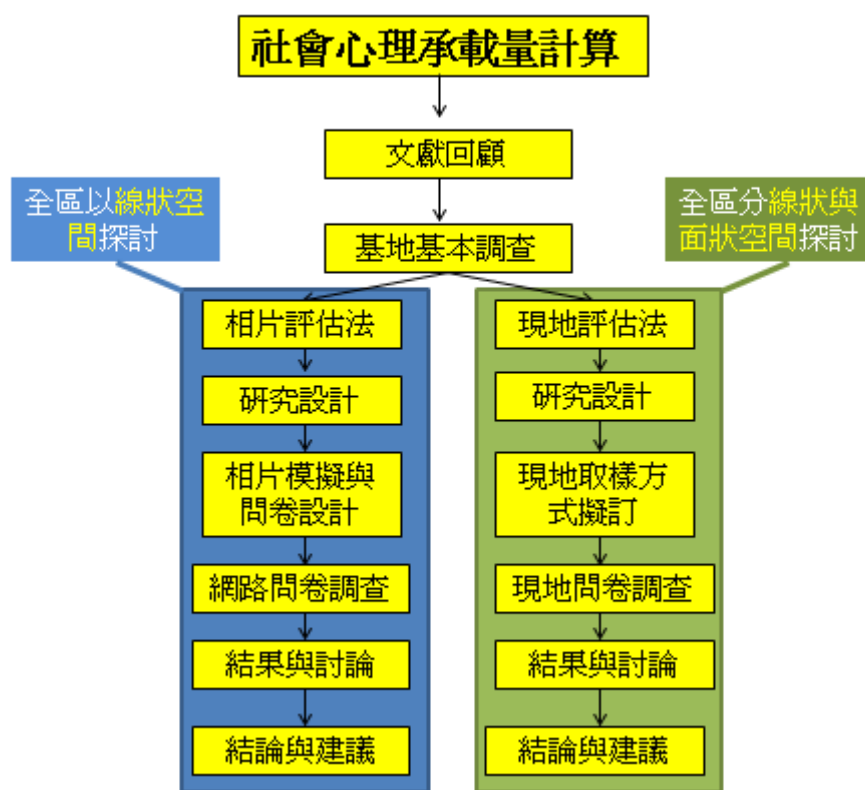 社會心理承載量計算
文獻回顧
基地基本調查
全區以線狀空
間探討
相片評估法
研究設計
相片模擬與
問卷設計
網路問卷調查
結果與討論
結論與建議
全區分線狀與
面狀空間探討
現地評估法
研究設計
現地取樣方
式擬訂
現地問卷調查
結果與討論
結論與建議